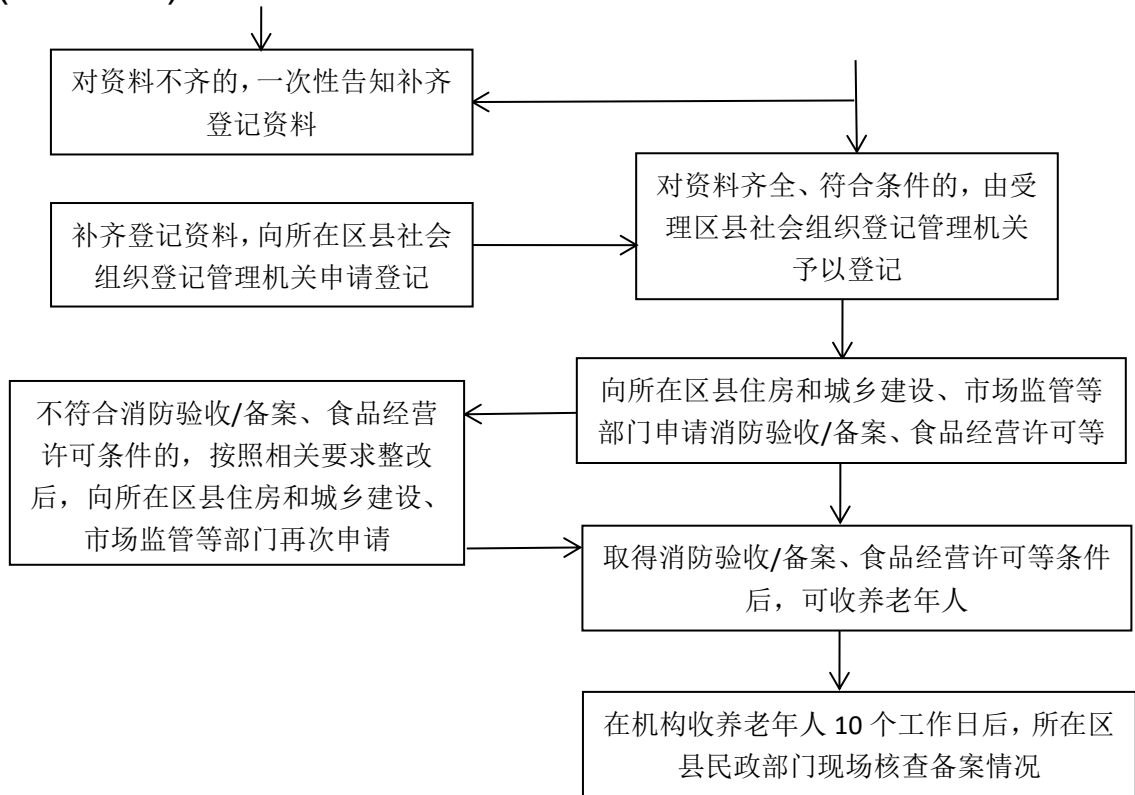 对资料不齐的，一次性告知补齐
登记资料
对资料齐全、符合条件的，由受
理区县社会组织登记管理机关
予以登记
补齐登记资料，向所在区县社会
组织登记管理机关申请登记
向所在区县住房和城乡建设、市场监管等
部门申请消防验收/备案、食品经营许可等
不符合消防验收/备案、食品经营
许可条件的，按照相关要求整改
后，向所在区县住房和城乡建设、
市场监管等部门再次申请
取得消防验收/备案、食品经营许可等条件
后，可收养老年人
在机构收养老年人 10 个工作日后，所在区
县民政部门现场核查备案情况